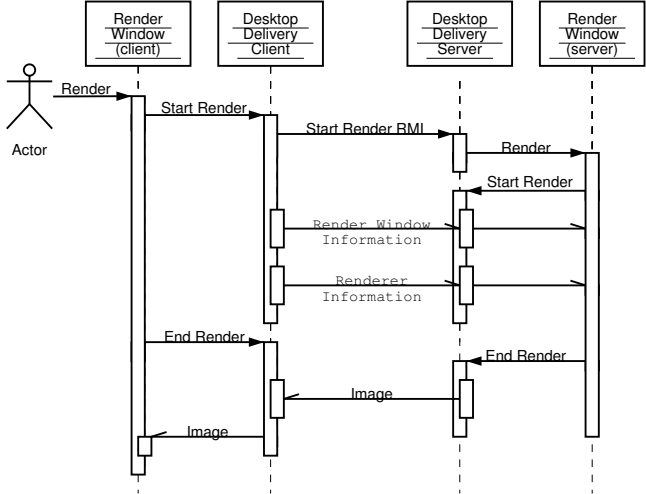 Render
Window
(client)
Desktop
Delivery
Client
Desktop
Delivery
Server
Render
Window
(server)
Render
Actor
Start Render
Start Render RMI
Render
Start Render
Render Window
Information
Renderer
Information
End Render
End Render
Image
Image